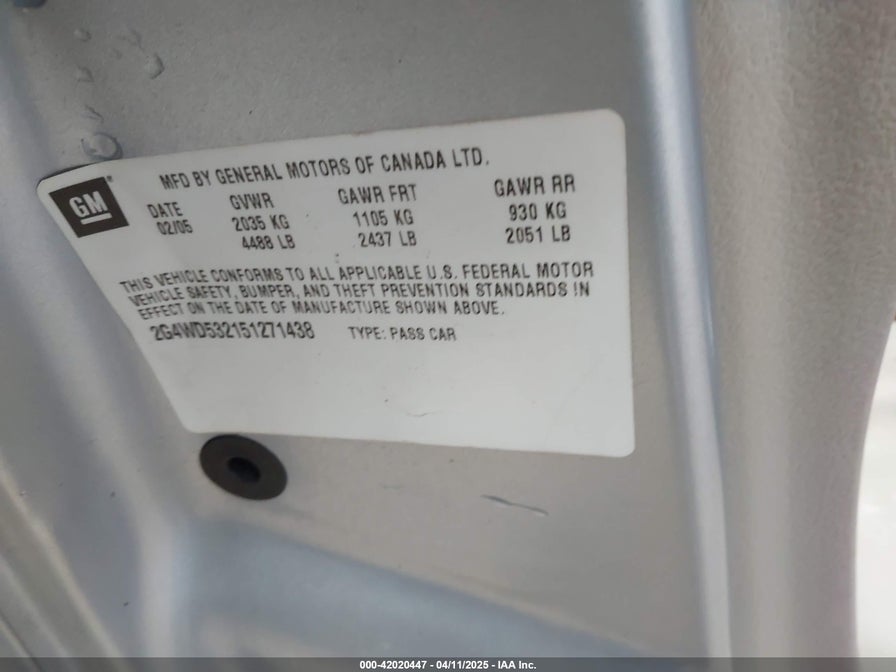 GM
MFD BY GENERAL MOTORS OF CANADA LTD.
DATE GVWR GAWR FRT GAWR RR
02/05 2035 KG 1105 KG 930 KG
4488 LB 2437 LB 2051 LB
THIS VEHICLE CONFORMS TO ALL APPLICABLE U.S. FEDERAL MOTOR
VEHICLE SAFETY, BUMPER, AND THEFT PREVENTION STANDARDS IN
EFFECT ON THE DATE OF MANUFACTURE SHOWN ABOVE.
2G4WD532151271438 TYPE: PASS CAR
000-42020447 - 04/11/2025 - IAA Inc.